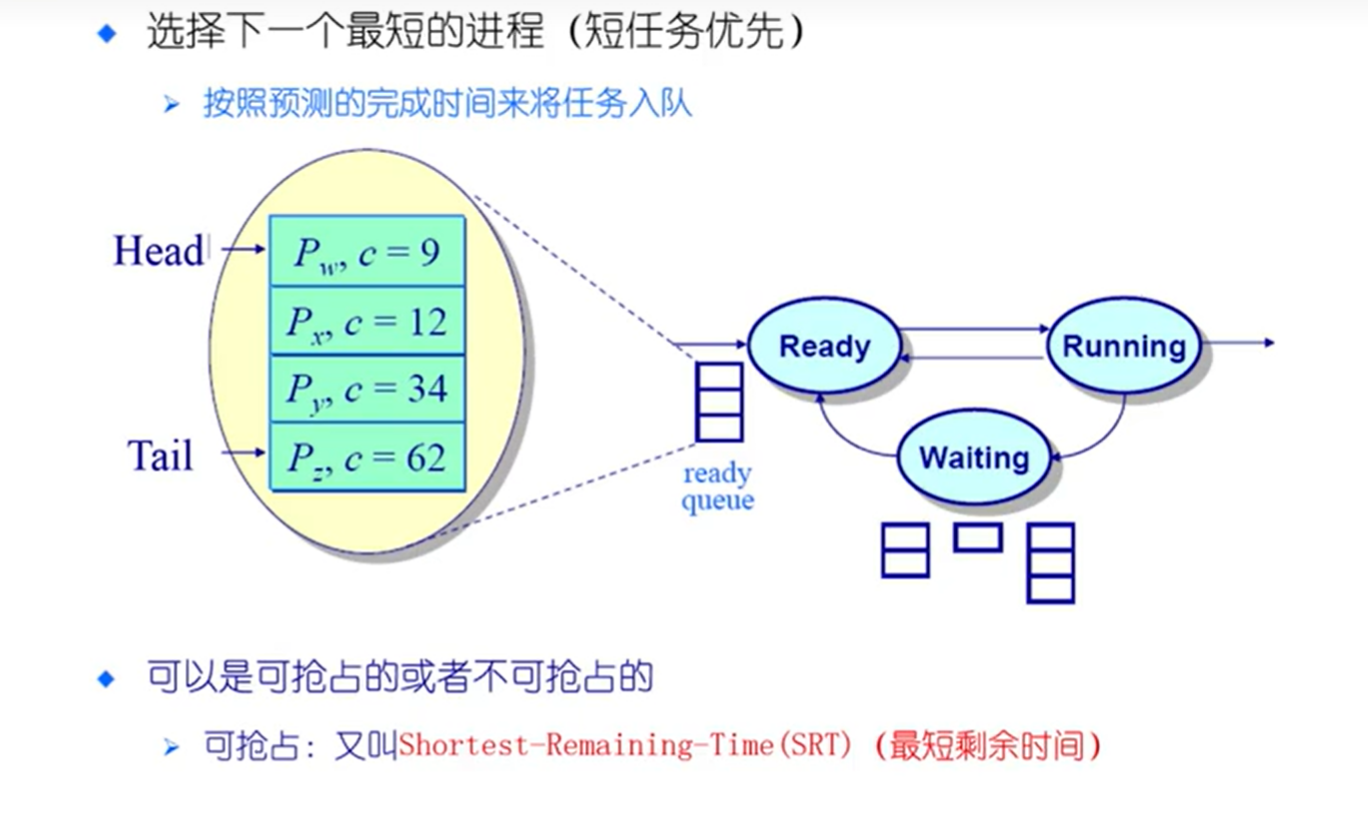 选择下一个最短的进程（短任务优先）
按照预测的完成时间来将任务入队
Head
P_w, c = 9
P_x, c = 12
P_y, c = 34
Tail
P_z, c = 62
Ready
Running
Waiting
ready
queue
可以是可抢占的或者不可抢占的
可抢占：又叫Shortest-Remaining-Time(SRT)（最短剩余时间）